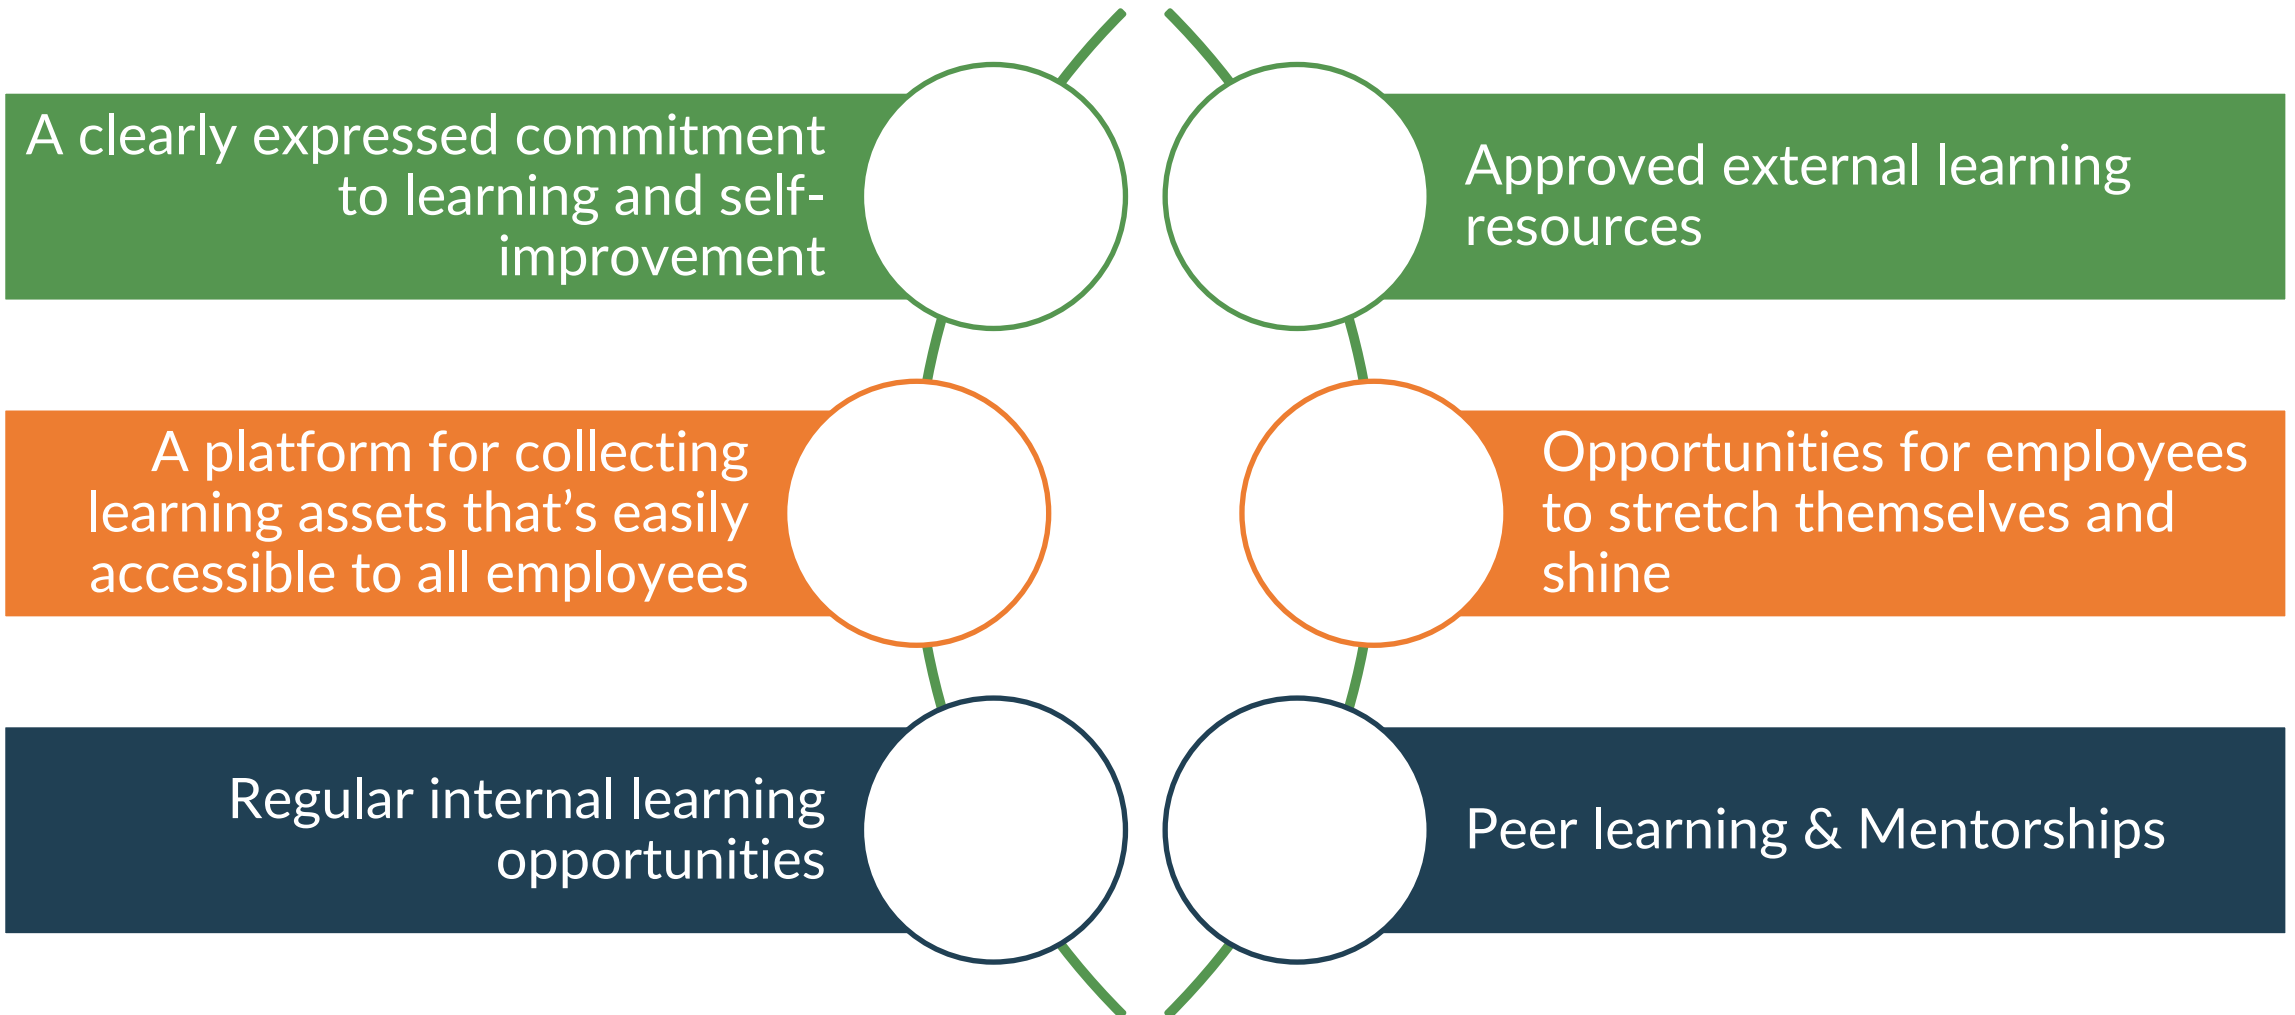 A clearly expressed commitment
to learning and self-
improvement
A platform for collecting
learning assets that’s easily
accessible to all employees
Regular internal learning
opportunities
Approved external learning
resources
Opportunities for employees
to stretch themselves and
shine
Peer learning & Mentorships